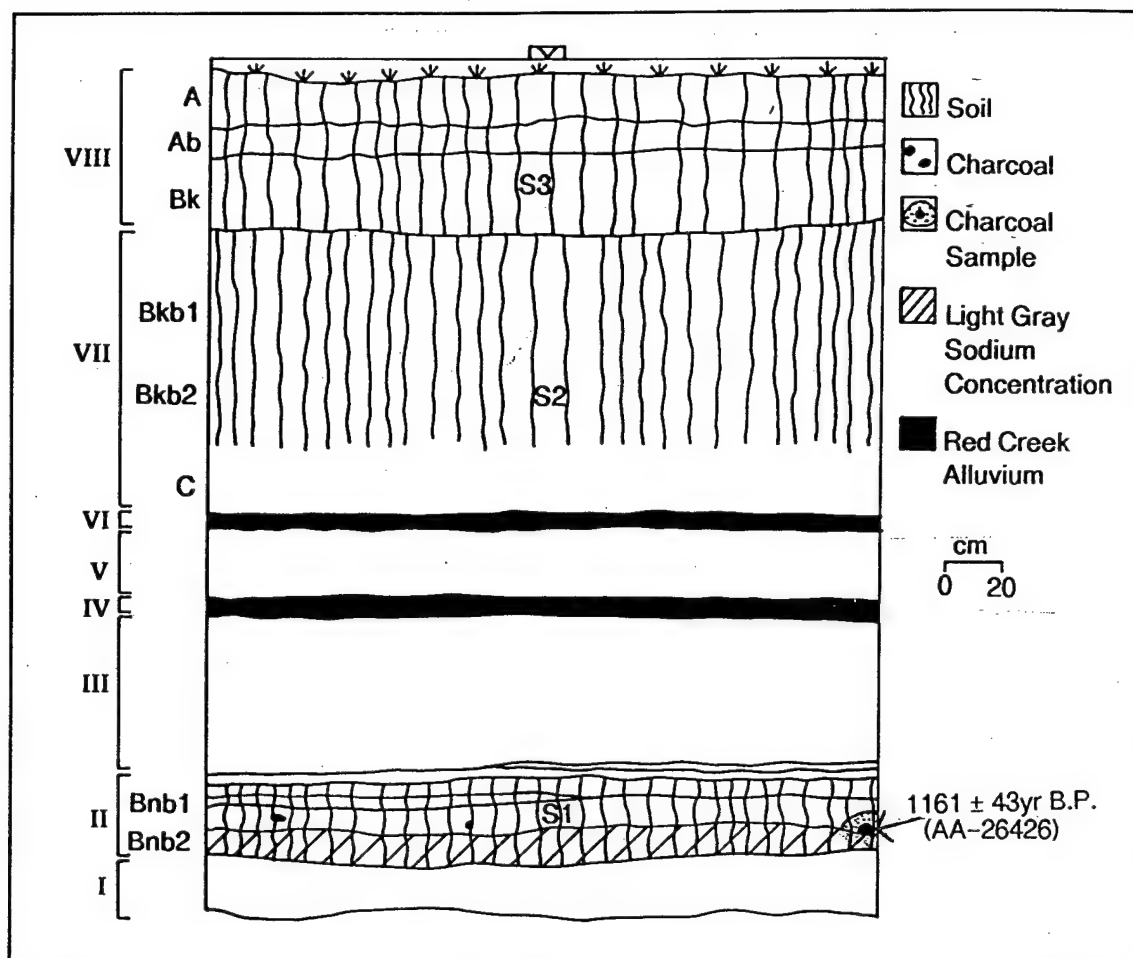 VIII
A
Ab
Bk
S3
VII
Bkb1
Bkb2
S2
C
VI
V
IV
III
II
Bnb1
S1
Bnb2
I
Soil
Charcoal
Charcoal
Sample
Light Gray
Sodium
Concentration
Red Creek
Alluvium
cm
0 20
1161 ± 43yr B.P.
(AA-26426)